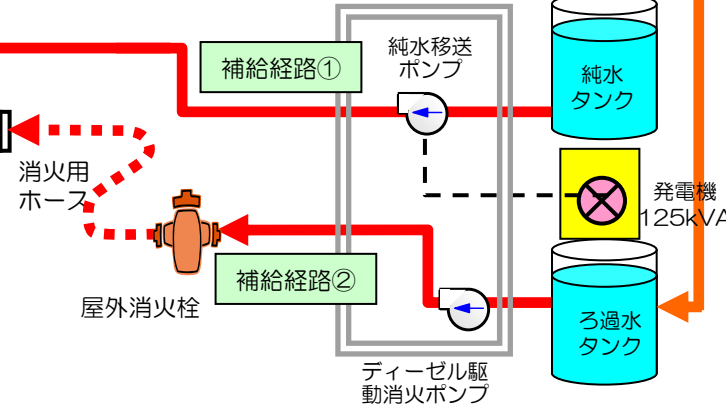 純水移送
ポンプ
補給経路①
純水
タンク
消火用
ホース
発電機
125kVA
補給経路②
屋外消火栓
ろ過水
タンク
ディーゼル駆
動消火ポンプ